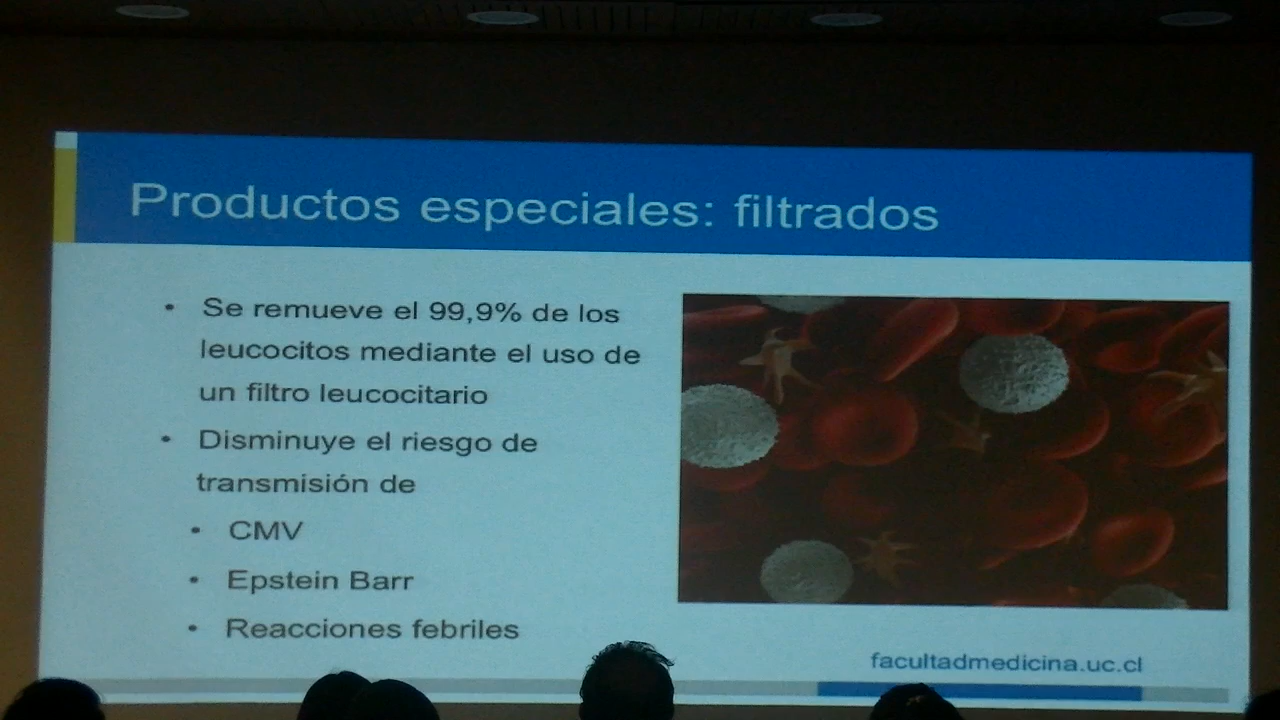 Productos especiales: filtrados
• Se remueve el 99,9% de los
leucocitos mediante el uso de
un filtro leucocitario
• Disminuye el riesgo de
transmisión de
• CMV
• Epstein Barr
• Reacciones febriles
facultadmedicina.uc.cl